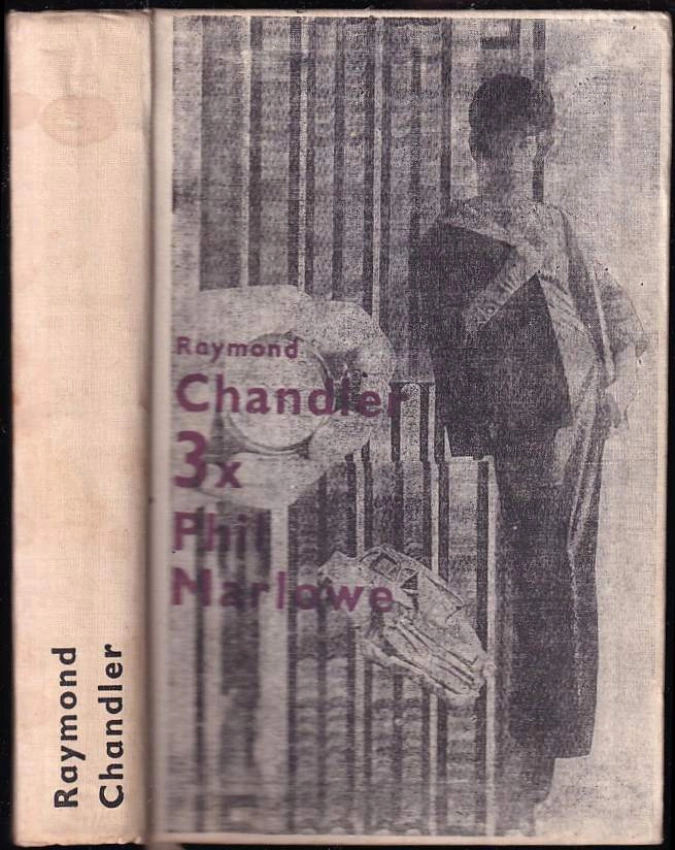 Raymond
Chandler
Raymond
Chandler
3x
Phil
Marlowe